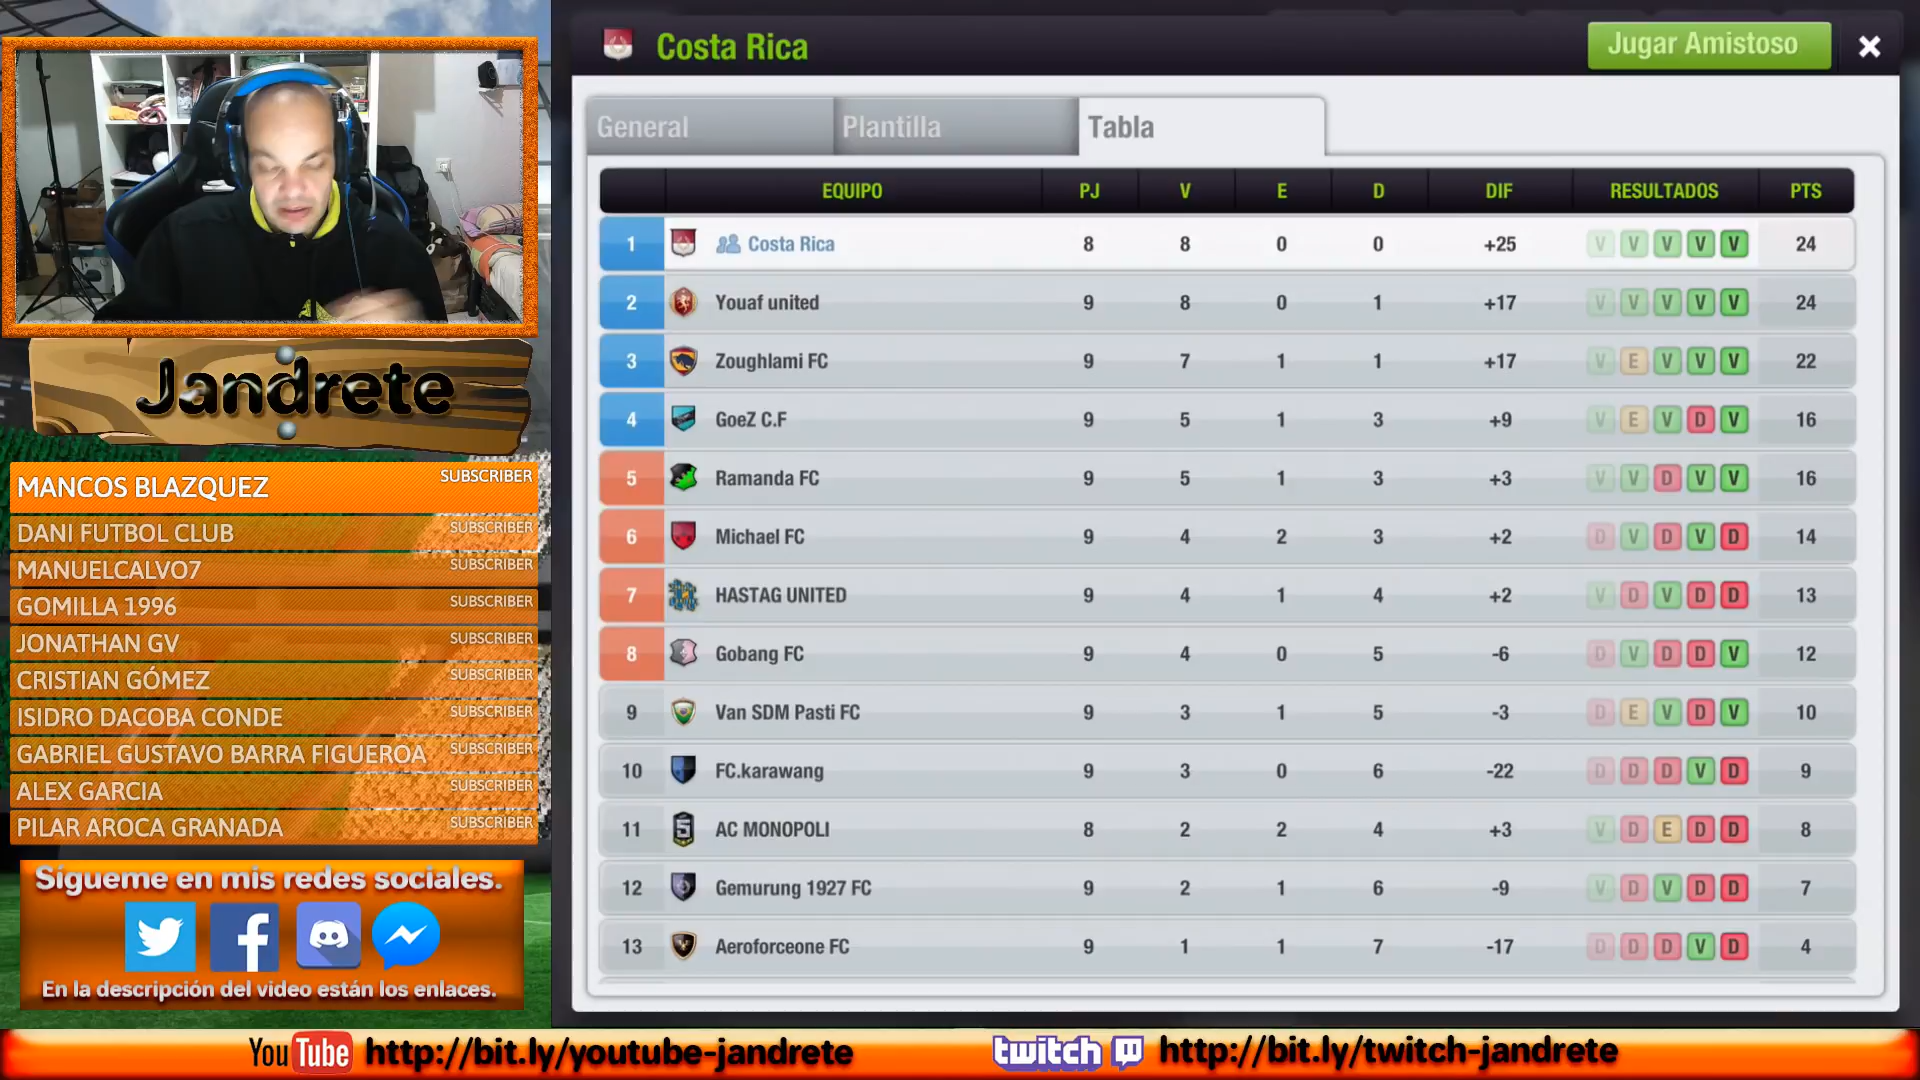 Costa Rica
Jugar Amistoso
General
Plantilla
Tabla
EQUIPO PJ V E D DIF RESULTADOS PTS
1 Costa Rica 8 8 0 0 +25 V V V V V 24
2 Youaf united 9 8 0 1 +17 V V V V V 24
3 Zoughlami FC 9 7 1 1 +17 V E V V V 22
4 GoeZ C.F 9 5 1 3 +9 V E V D V 16
5 Ramanda FC 9 5 1 3 +3 V V D V V 16
6 Michael FC 9 4 2 3 +2 D V D V D 14
7 HASTAG UNITED 9 4 1 4 +2 V D V D D 13
8 Gobang FC 9 4 0 5 -6 D V D D V 12
9 Van SDM Pasti FC 9 3 1 5 -3 D E V D V 10
10 FC.karawang 9 3 0 6 -22 D D D V D 9
11 AC MONOPOLI 8 2 2 4 +3 V D E D D 8
12 Gemurung 1927 FC 9 2 1 6 -9 V D V D D 7
13 Aeroforceone FC 9 1 1 7 -17 D D D V D 4
Jandrete
MANCOS BLAZQUEZ SUBSCRIBER
DANI FUTBOL CLUB SUBSCRIBER
MANUELCALVO7 SUBSCRIBER
GOMILLA 1996 SUBSCRIBER
JONATHAN GV SUBSCRIBER
CRISTIAN GÓMEZ SUBSCRIBER
ISIDRO DACOBA CONDE SUBSCRIBER
GABRIEL GUSTAVO BARRA FIGUEROA SUBSCRIBER
ALEX GARCIA SUBSCRIBER
PILAR AROCA GRANADA SUBSCRIBER
Sígueme en mis redes sociales.
En la descripción del vídeo están los enlaces.
YouTube http://bit.ly/youtube-jandrete
twitch http://bit.ly/twitch-jandrete